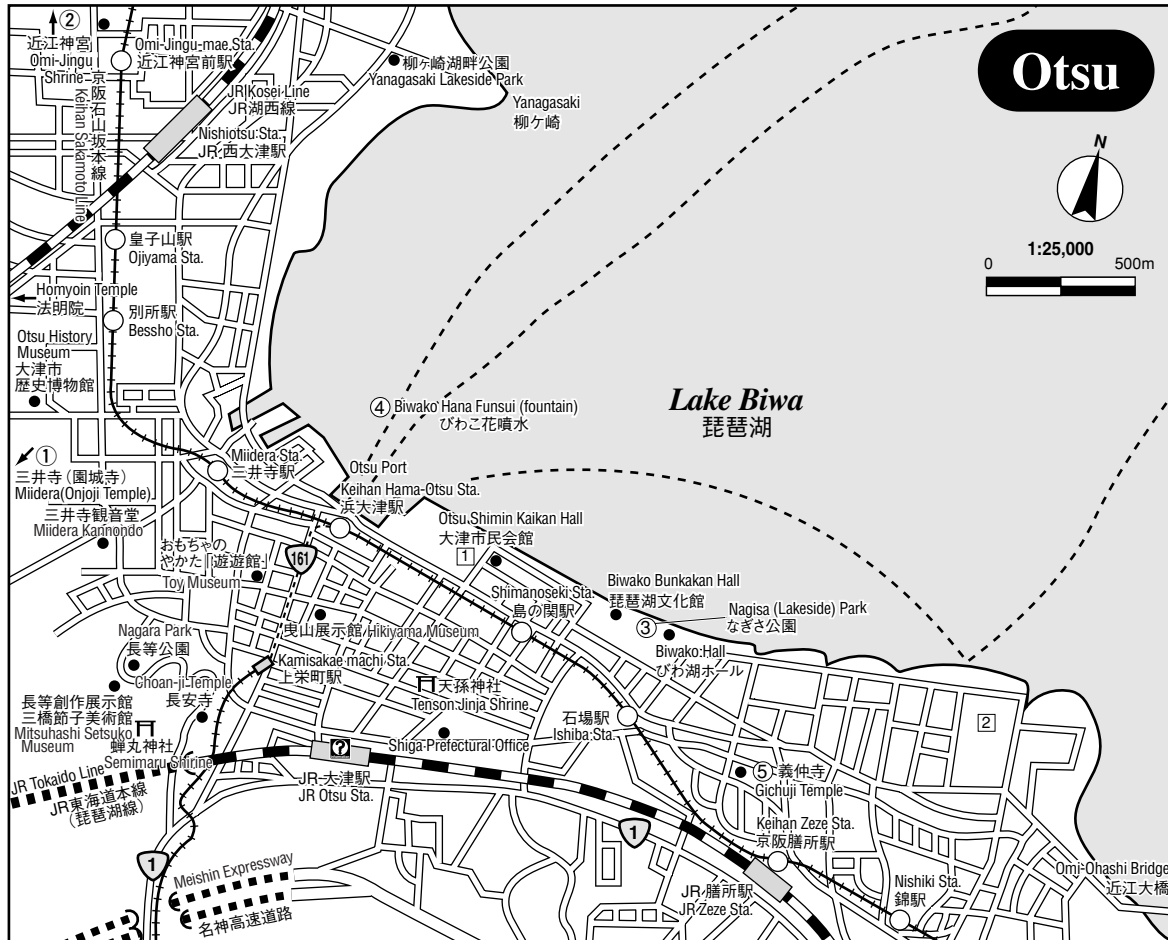 Otsu
N
1:25,000
0 500m
②
近江神宮
Omi-Jingu
Shrine
Omi-Jingu-mae Sta.
近江神宮前駅
京阪石山坂本線
Keihan Sakamoto Line
JR Kosei Line
JR湖西線
Nishiotsu Sta.
JR 西大津駅
柳ヶ崎湖畔公園
Yanagasaki Lakeside Park
Yanagasaki
柳ケ崎
皇子山駅
Ojiyama Sta.
Homyoin Temple
法明院
別所駅
Bessho Sta.
Otsu History
Museum
大津市
歴史博物館
④ Biwako Hana Funsui (fountain)
びわこ花噴水
Lake Biwa
琵琶湖
①
三井寺 (園城寺)
Miidera(Onjoji Temple)
Miidera Sta.
三井寺駅
Otsu Port
Keihan Hama-Otsu Sta.
浜大津駅
三井寺観音堂
Miidera Kannondo
おもちゃの
やかた「遊遊館」
Toy Museum
161
Otsu Shimin Kaikan Hall
大津市民会館
1
Shimanoseki Sta.
島の関駅
Biwako Bunkakan Hall
琵琶湖文化館
③
Nagisa (Lakeside) Park
なぎさ公園
Biwako Hall
びわ湖ホール
曳山展示館 Hikiyama Museum
Nagara Park
長等公園
Kamisakae machi Sta.
上栄町駅
Choan-ji Temple
長安寺
天孫神社
Tenson Jinja Shrine
長等創作展示館
三橋節子美術館
Mitsuhashi Setsuko
Museum
蝉丸神社
Semimaru Shirine
石場駅
Ishiba Sta.
2
Shiga Prefectural Office
JR Tokaido Line
JR東海道本線
(琵琶湖線)
?
JR 大津駅
JR Otsu Sta.
⑤ 義仲寺
Gichuji Temple
Keihan Zeze Sta.
京阪膳所駅
1
1
Meishin Expressway
名神高速道路
JR 膳所駅
JR Zeze Sta.
Nishiki Sta.
錦駅
Omi-Ohashi Bridge
近江大橋